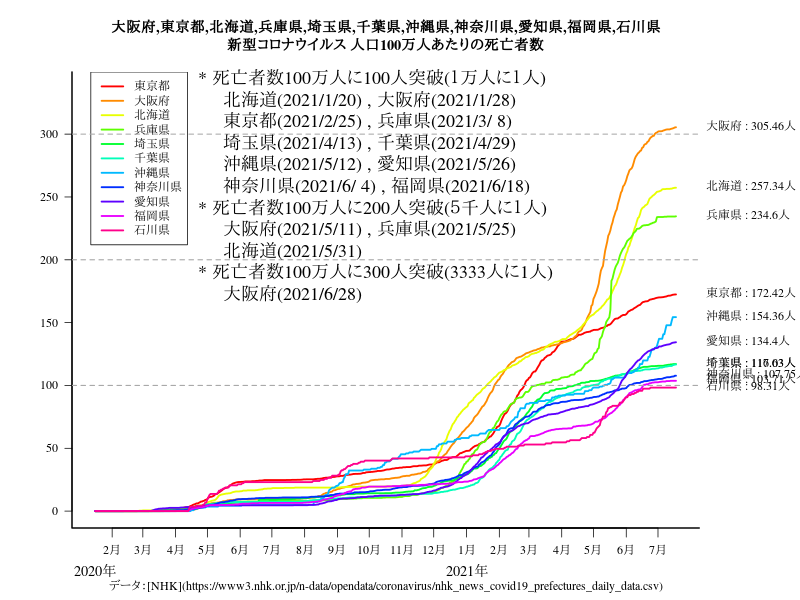 大阪府,東京都,北海道,兵庫県,埼玉県,千葉県,沖縄県,神奈川県,愛知県,福岡県,石川県
新型コロナウイルス 人口100万人あたりの死亡者数
東京都
大阪府
北海道
兵庫県
埼玉県
千葉県
沖縄県
神奈川県
愛知県
福岡県
石川県
* 死亡者数100万人に100人突破(1万人に1人)
北海道(2021/1/20) , 大阪府(2021/1/28)
東京都(2021/2/25) , 兵庫県(2021/3/ 8)
埼玉県(2021/4/13) , 千葉県(2021/4/29)
沖縄県(2021/5/12) , 愛知県(2021/5/26)
神奈川県(2021/6/ 4) , 福岡県(2021/6/18)
* 死亡者数100万人に200人突破(5千人に1人)
大阪府(2021/5/11) , 兵庫県(2021/5/25)
北海道(2021/5/31)
* 死亡者数100万人に300人突破(3333人に1人)
大阪府(2021/6/28)
300
250
200
150
100
50
0
大阪府 : 305.46人
北海道 : 257.34人
兵庫県 : 234.6人
東京都 : 172.42人
沖縄県 : 154.36人
愛知県 : 134.4人
石川県 : 98.31人
2月 3月 4月 5月 6月 7月 8月 9月 10月 11月 12月 1月 2月 3月 4月 5月 6月 7月
2020年 2021年
データ:[NHK](https://www3.nhk.or.jp/n-data/opendata/coronavirus/nhk_news_covid19_prefectures_daily_data.csv)